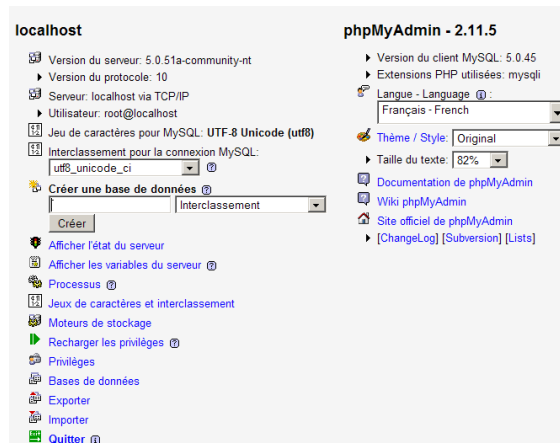 localhost
Version du serveur: 5.0.51a-community-nt
Version du protocole: 10
Serveur: localhost via TCP/IP
Utilisateur: root@localhost
Jeu de caractères pour MySQL: UTF-8 Unicode (utf8)
Interclassement pour la connexion MySQL:
utf8_unicode_ci
Créer une base de données
Interclassement
Créer
Afficher l'état du serveur
Afficher les variables du serveur
Processus
Jeux de caractères et interclassement
Moteurs de stockage
Recharger les privilèges
Privilèges
Bases de données
Exporter
Importer
Quitter
phpMyAdmin - 2.11.5
Version du client MySQL: 5.0.45
Extensions PHP utilisées: mysqli
Langue - Language :
Français - French
Thème / Style: Original
Taille du texte: 82%
Documentation de phpMyAdmin
Wiki phpMyAdmin
Site officiel de phpMyAdmin
[ChangeLog] [Subversion] [Lists]